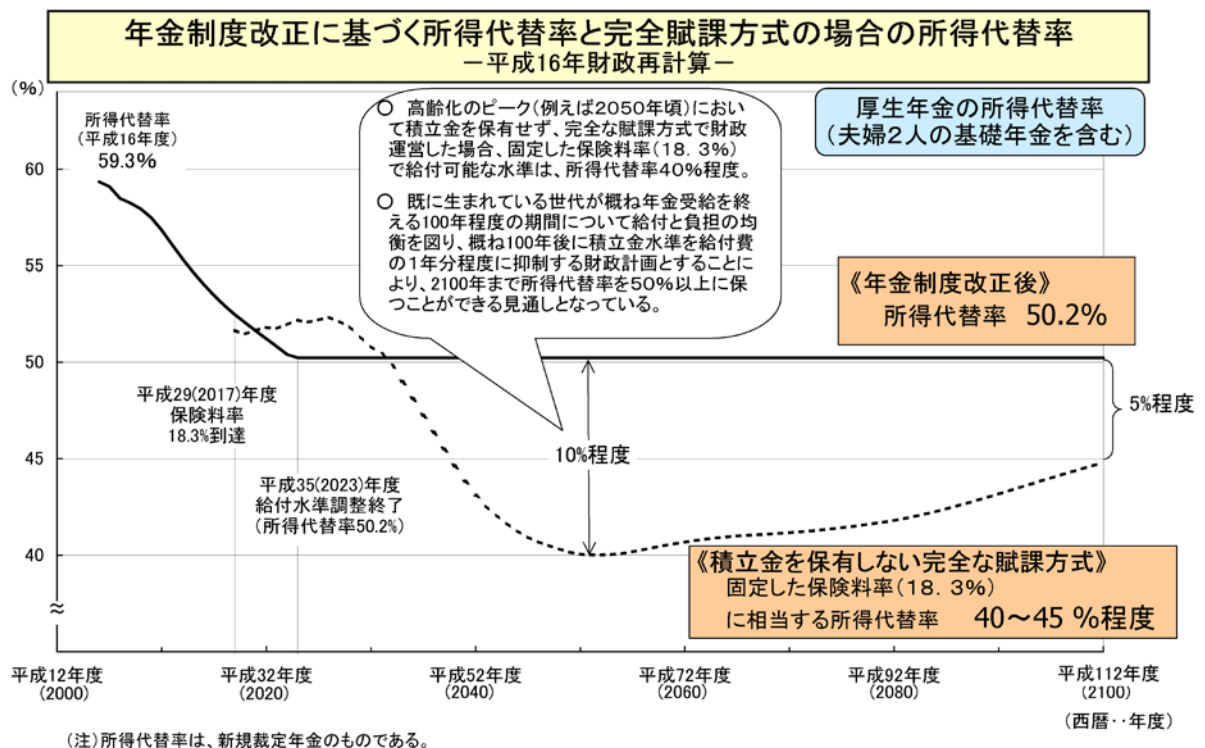 年金制度改正に基づく所得代替率と完全賦課方式の場合の所得代替率
－平成16年財政再計算－
(%)
所得代替率
(平成16年度)
59.3%
○ 高齢化のピーク(例えば2050年頃)におい
て積立金を保有せず、完全な賦課方式で財政
運営した場合、固定した保険料率(18.3%)
で給付可能な水準は、所得代替率40%程度。
○ 既に生まれている世代が概ね年金受給を終
える100年程度の期間について給付と負担の均
衡を図り、概ね100年後に積立金水準を給付費
の1年分程度に抑制する財政計画とすることに
より、2100年まで所得代替率を50%以上に保
つことができる見通しとなっている。
厚生年金の所得代替率
(夫婦2人の基礎年金を含む)
60
55
50
45
40
≈
《年金制度改正後》
所得代替率 50.2%
平成29(2017)年度
保険料率
18.3%到達
平成35(2023)年度
給付水準調整終了
(所得代替率50.2%)
10%程度
5%程度
《積立金を保有しない完全な賦課方式》
固定した保険料率(18.3%)
に相当する所得代替率 40～45 %程度
平成12年度
(2000)
平成32年度
(2020)
平成52年度
(2040)
平成72年度
(2060)
平成92年度
(2080)
平成112年度
(2100)
(西暦‥年度)
(注)所得代替率は、新規裁定年金のものである。